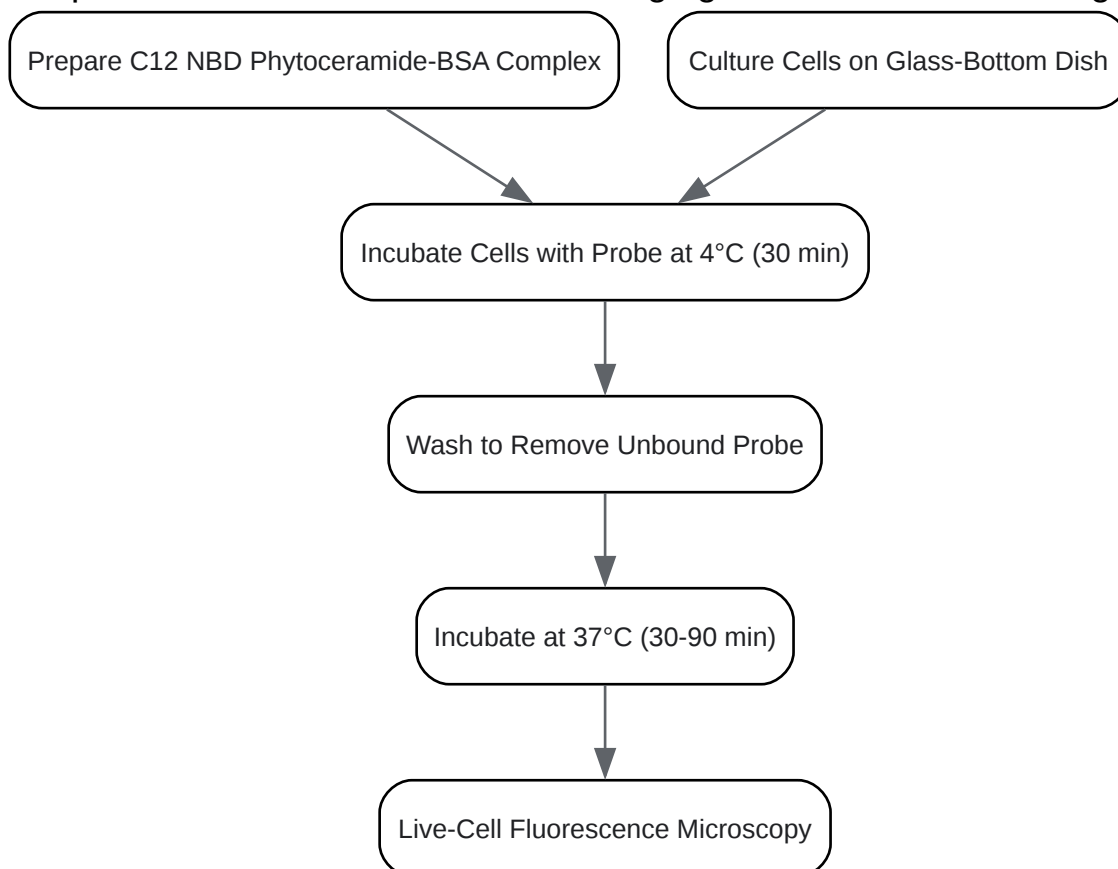 Prepare C12 NBD Phytoceramide-BSA Complex
Culture Cells on Glass-Bottom Dish
Incubate Cells with Probe at 4°C (30 min)
Wash to Remove Unbound Probe
Incubate at 37°C (30-90 min)
Live-Cell Fluorescence Microscopy